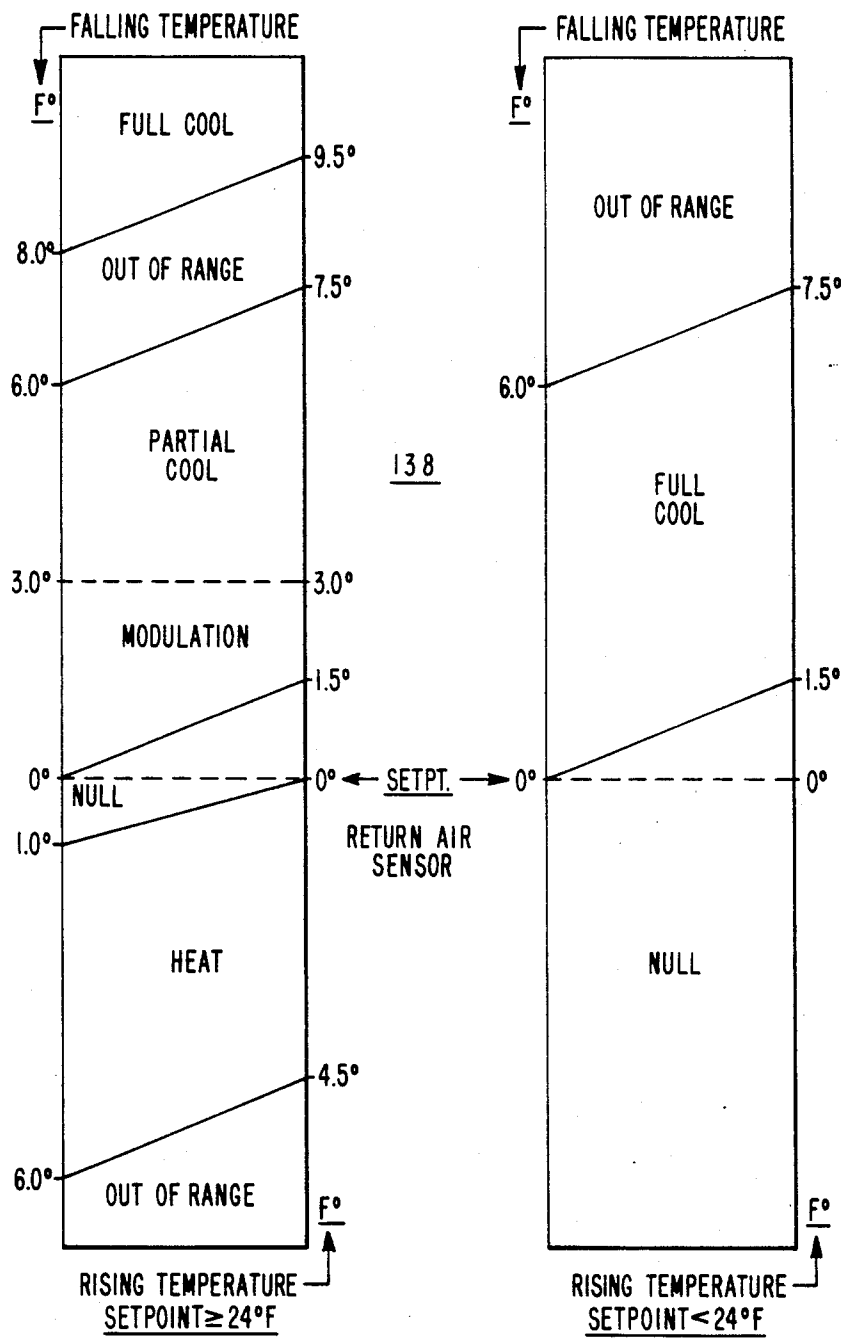 FALLING TEMPERATURE
F°
FULL COOL
9.5°
8.0°
OUT OF RANGE
7.5°
6.0°
PARTIAL
COOL
3.0°
3.0°
MODULATION
1.5°
0°
0°
NULL
1.0°
HEAT
4.5°
6.0°
OUT OF RANGE
F°
RISING TEMPERATURE
SETPOINT≥24°F
138
SETPT.
RETURN AIR
SENSOR
FALLING TEMPERATURE
F°
OUT OF RANGE
7.5°
6.0°
FULL
COOL
1.5°
0°
0°
NULL
F°
RISING TEMPERATURE
SETPOINT<24°F